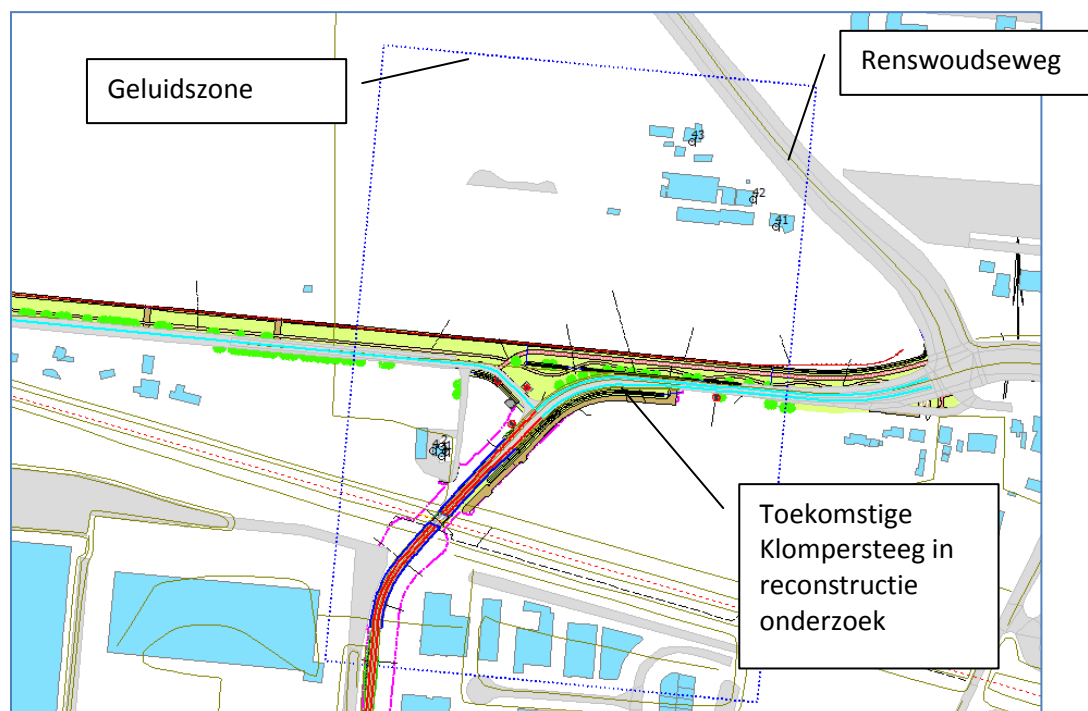 Geluidszone
Renswoudseweg
43
42
41
Toekomstige
Klompersteeg in
reconstructie
onderzoek